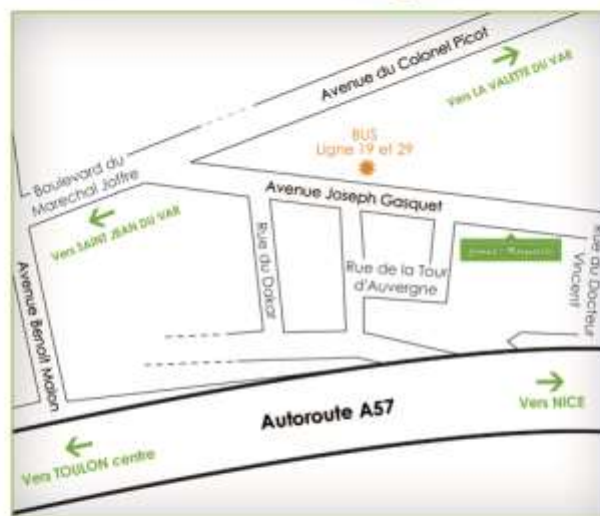 Avenue du Colonel Picot
Vers LA VALETTE DU VAR
BUS
Ligne 19 et 29
Boulevard du
Marechal Joffre
Avenue Joseph Gasquet
Vers SAINT JEAN DU VAR
Rue du Dakar
Rue de la Tour
d'Auvergne
Rue du Docteur
Vincent
Avenue Benoit Malon
Autoroute A57
Vers NICE
Vers TOULON centre